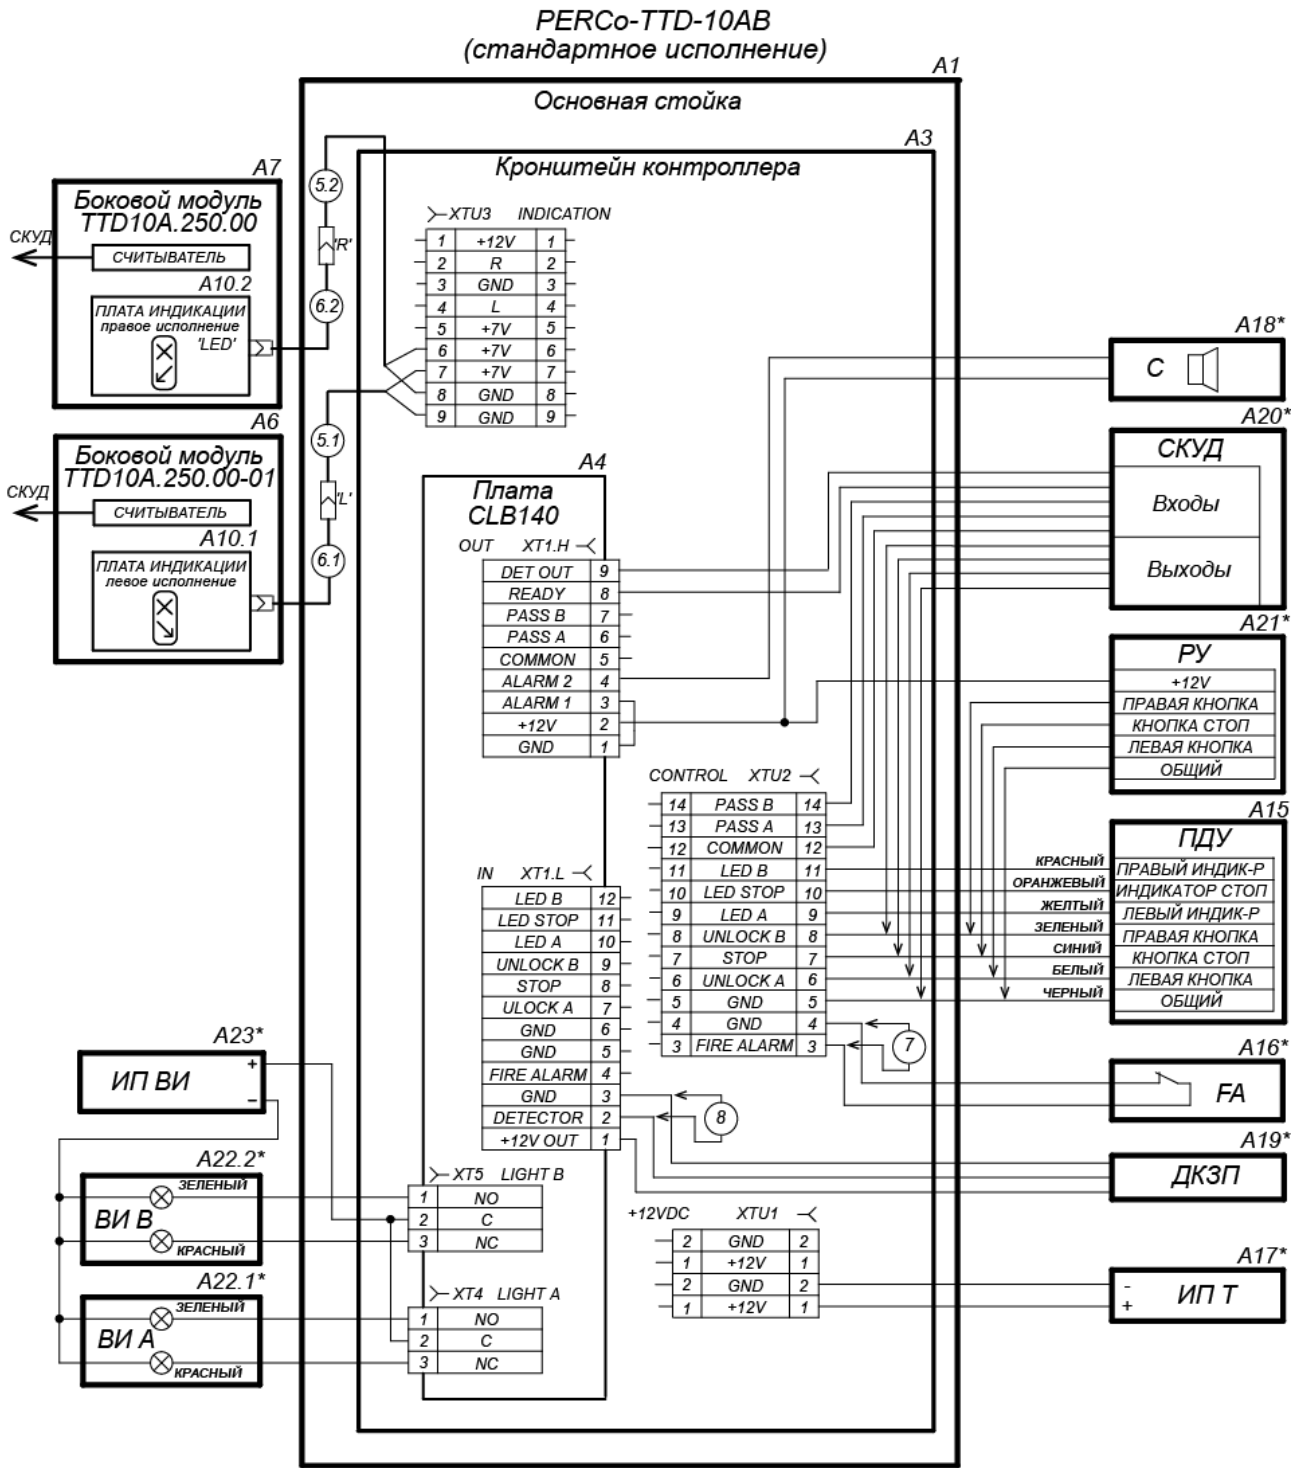 PERCo-TTD-10AB
(стандартное исполнение)
A1
Основная стойка
A3
Кронштейн контроллера
A7
Боковой модуль
TTD10A.250.00
СКУД
СЧИТЫВАТЕЛЬ
A10.2
ПЛАТА ИНДИКАЦИИ
правое исполнение
'LED'
5.2
'R'
6.2
A6
Боковой модуль
TTD10A.250.00-01
СКУД
СЧИТЫВАТЕЛЬ
A10.1
ПЛАТА ИНДИКАЦИИ
левое исполнение
5.1
'L'
6.1
XTU3 INDICATION
1 +12V 1
2 R 2
3 GND 3
4 L 4
5 +7V 5
6 +7V 6
7 +7V 7
8 GND 8
9 GND 9
A4
Плата
CLB140
OUT XT1.H
DET OUT 9
READY 8
PASS B 7
PASS A 6
COMMON 5
ALARM 2 4
ALARM 1 3
+12V 2
GND 1
IN XT1.L
LED B 12
LED STOP 11
LED A 10
UNLOCK B 9
STOP 8
ULOCK A 7
GND 6
GND 5
FIRE ALARM 4
GND 3
DETECTOR 2
+12V OUT 1
8
XT5 LIGHT B
1 NO
2 C
3 NC
XT4 LIGHT A
1 NO
2 C
3 NC
CONTROL XTU2
14 PASS B 14
13 PASS A 13
12 COMMON 12
11 LED B 11
10 LED STOP 10
9 LED A 9
8 UNLOCK B 8
7 STOP 7
6 UNLOCK A 6
5 GND 5
4 GND 4
3 FIRE ALARM 3
7
+12VDC XTU1
2 GND 2
1 +12V 1
2 GND 2
1 +12V 1
A18*
C
A20*
СКУД
Входы
Выходы
A21*
РУ
+12V
ПРАВАЯ КНОПКА
КНОПКА СТОП
ЛЕВАЯ КНОПКА
ОБЩИЙ
A15
ПДУ
КРАСНЫЙ ПРАВЫЙ ИНДИК-Р
ОРАНЖЕВЫЙ ИНДИКАТОР СТОП
ЖЕЛТЫЙ ЛЕВЫЙ ИНДИК-Р
ЗЕЛЕНЫЙ ПРАВАЯ КНОПКА
СИНИЙ КНОПКА СТОП
БЕЛЫЙ ЛЕВАЯ КНОПКА
ЧЕРНЫЙ ОБЩИЙ
A16*
FA
A19*
ДКЗП
A17*
-
+
ИП Т
A23*
ИП ВИ
+
-
A22.2*
ВИ В
ЗЕЛЕНЫЙ
КРАСНЫЙ
A22.1*
ВИ А
ЗЕЛЕНЫЙ
КРАСНЫЙ